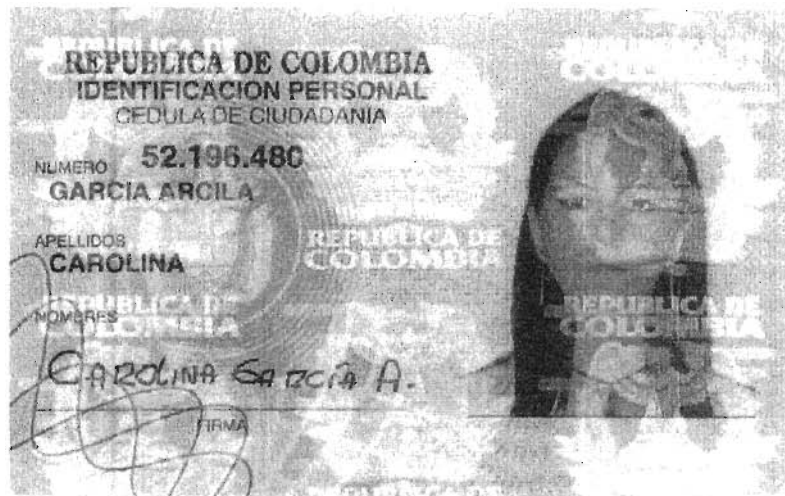 REPUBLICA DE COLOMBIA
IDENTIFICACION PERSONAL
CEDULA DE CIUDADANIA
NUMERO 52.196.480
GARCIA ARCILA
APELLIDOS
CAROLINA
NOMBRES
CAROLINA GARCÍA A.
FIRMA
REPUBLICA DE
COLOMBIA
REPUBLICA DE
COLOMBIA
REPUBLICA DE
COLOMBIA